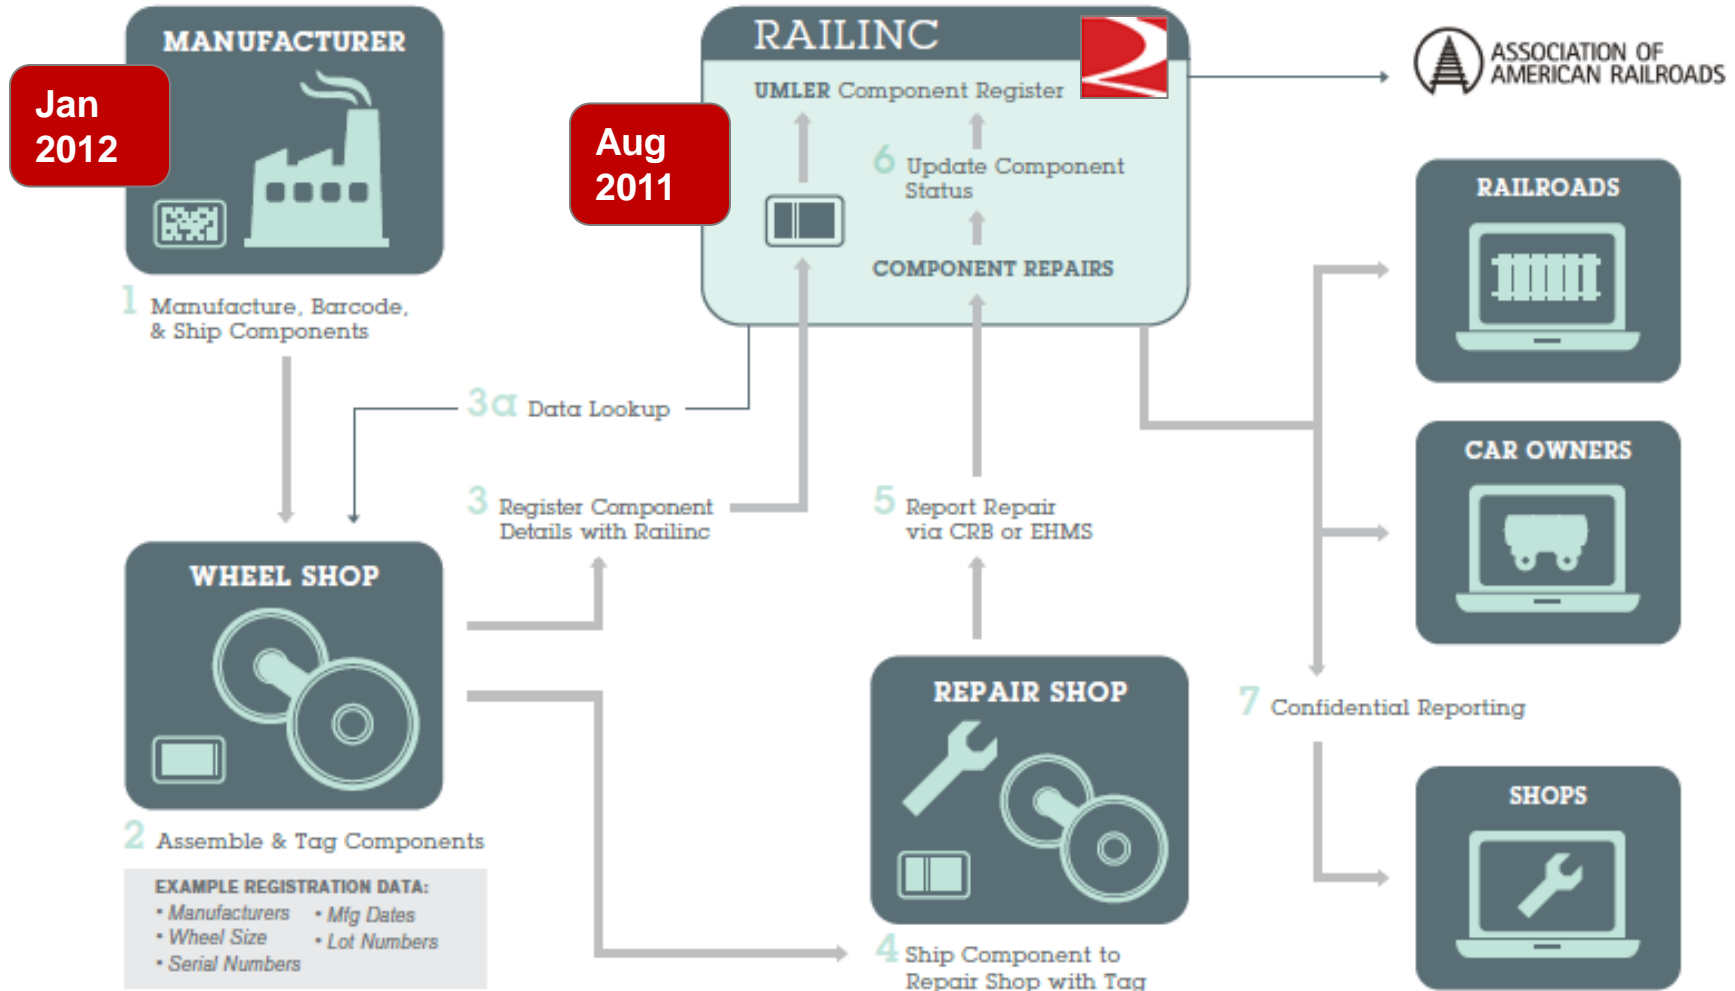 MANUFACTURER
Jan
2012
1 Manufacture, Barcode,
& Ship Components
RAILINC
UMLER Component Register
Aug
2011
6 Update Component
Status
COMPONENT REPAIRS
ASSOCIATION OF
AMERICAN RAILROADS
RAILROADS
CAR OWNERS
3a Data Lookup
3 Register Component
Details with Railinc
5 Report Repair
via CRB or EHMS
WHEEL SHOP
2 Assemble & Tag Components
EXAMPLE REGISTRATION DATA:
• Manufacturers • Mfg Dates
• Wheel Size • Lot Numbers
• Serial Numbers
REPAIR SHOP
4 Ship Component to
Repair Shop with Tag
7 Confidential Reporting
SHOPS